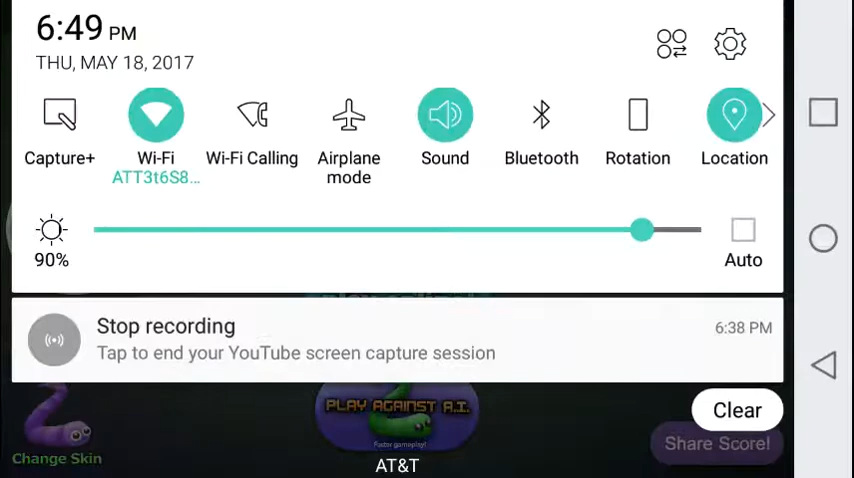 6:49 PM
THU, MAY 18, 2017
Capture+
Wi-Fi
ATT3t6S8...
Wi-Fi Calling
Airplane
mode
Sound
Bluetooth
Rotation
Location
90%
Auto
Stop recording
6:38 PM
Tap to end your YouTube screen capture session
Clear
PLAY AGAINST A.I.
Faster gameplay!
Change Skin
Share Score!
AT&T